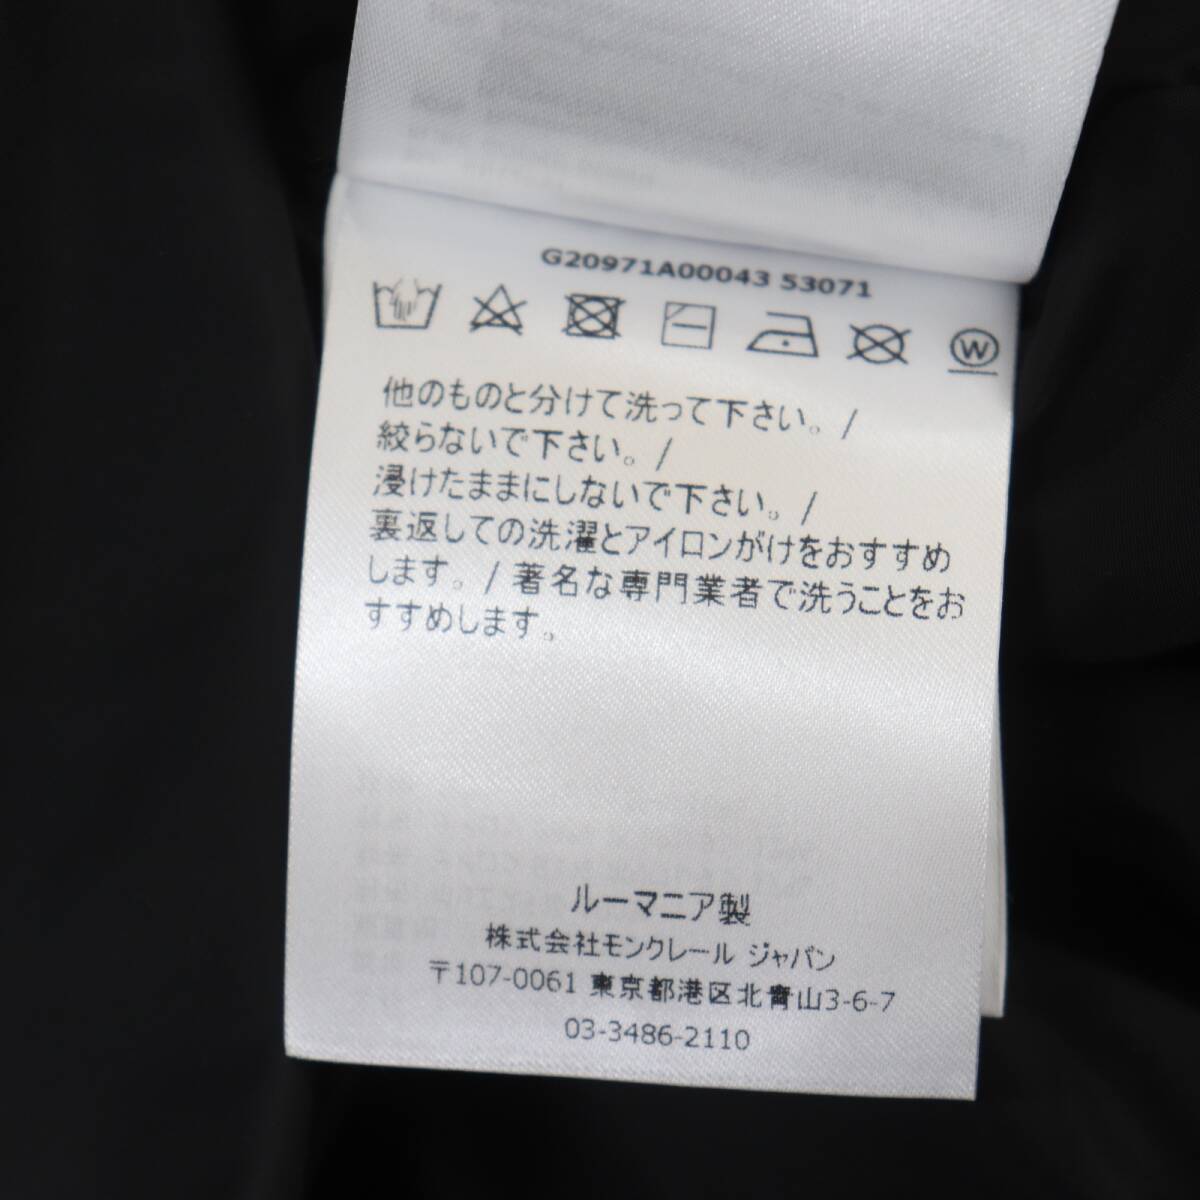 G20971A00043 53071
W
他のものと分けて洗って下さい。/
絞らないで下さい。/
浸けたままにしないで下さい。/
裏返しての洗濯とアイロンがけをおすすめ
します。/ 著名な専門業者で洗うことをお
すすめします。
ルーマニア製
株式会社モンクレール ジャパン
〒107-0061 東京都港区北青山3-6-7
03-3486-2110